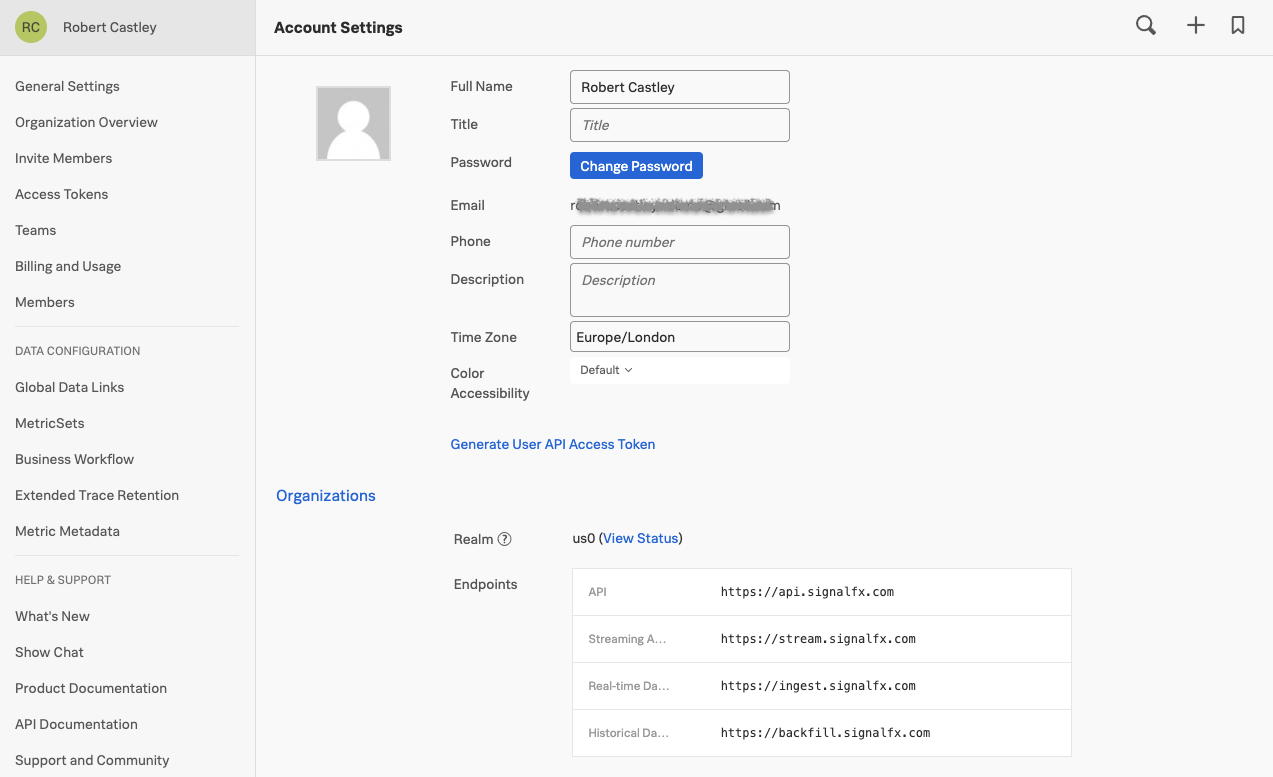 RC Robert Castley
Account Settings
General Settings
Organization Overview
Invite Members
Access Tokens
Teams
Billing and Usage
Members
DATA CONFIGURATION
Global Data Links
MetricSets
Business Workflow
Extended Trace Retention
Metric Metadata
HELP & SUPPORT
What's New
Show Chat
Product Documentation
API Documentation
Support and Community
Full Name Robert Castley
Title Title
Password Change Password
Email
Phone Phone number
Description Description
Time Zone Europe/London
Color Default
Accessibility
Generate User API Access Token
Organizations
Realm ? us0 (View Status)
Endpoints
API https://api.signalfx.com
Streaming A... https://stream.signalfx.com
Real-time Da... https://ingest.signalfx.com
Historical Da... https://backfill.signalfx.com